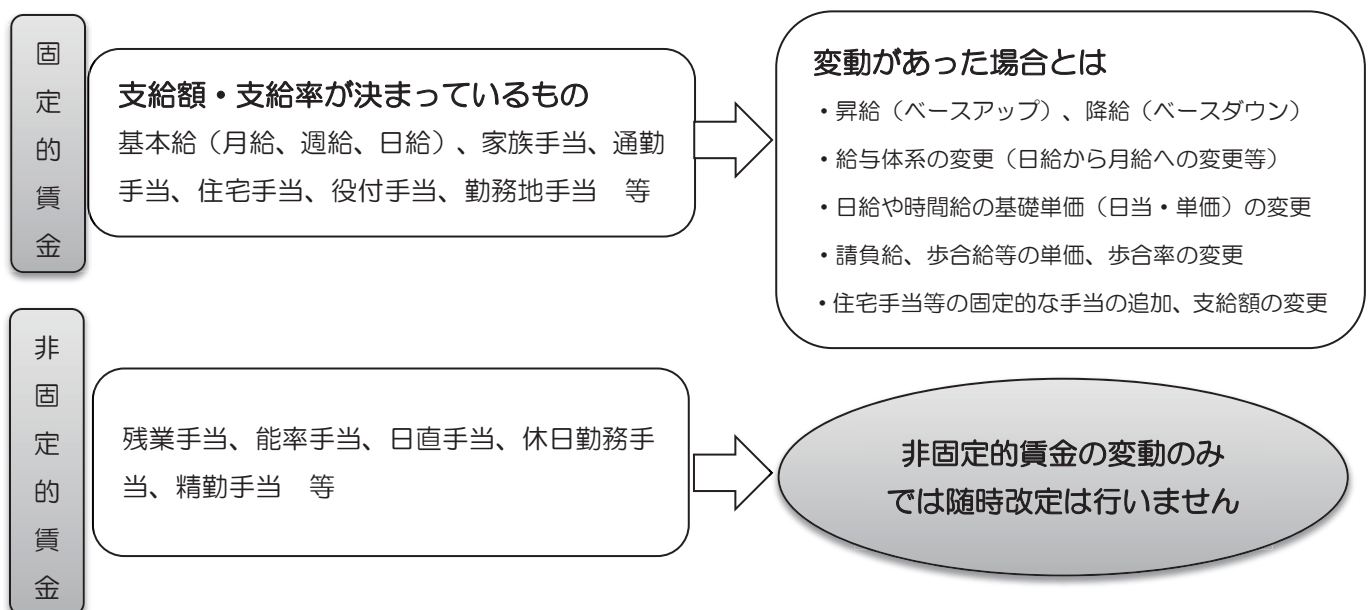 固定的賃金
支給額・支給率が決まっているもの
基本給（月給、週給、日給）、家族手当、通勤
手当、住宅手当、役付手当、勤務地手当　等
変動があった場合とは
・昇給（ベースアップ）、降給（ベースダウン）
・給与体系の変更（日給から月給への変更等）
・日給や時間給の基礎単価（日当・単価）の変更
・請負給、歩合給等の単価、歩合率の変更
・住宅手当等の固定的な手当の追加、支給額の変更
非固定的賃金
残業手当、能率手当、日直手当、休日勤務手
当、精勤手当　等
非固定的賃金の変動のみ
では随時改定は行いません